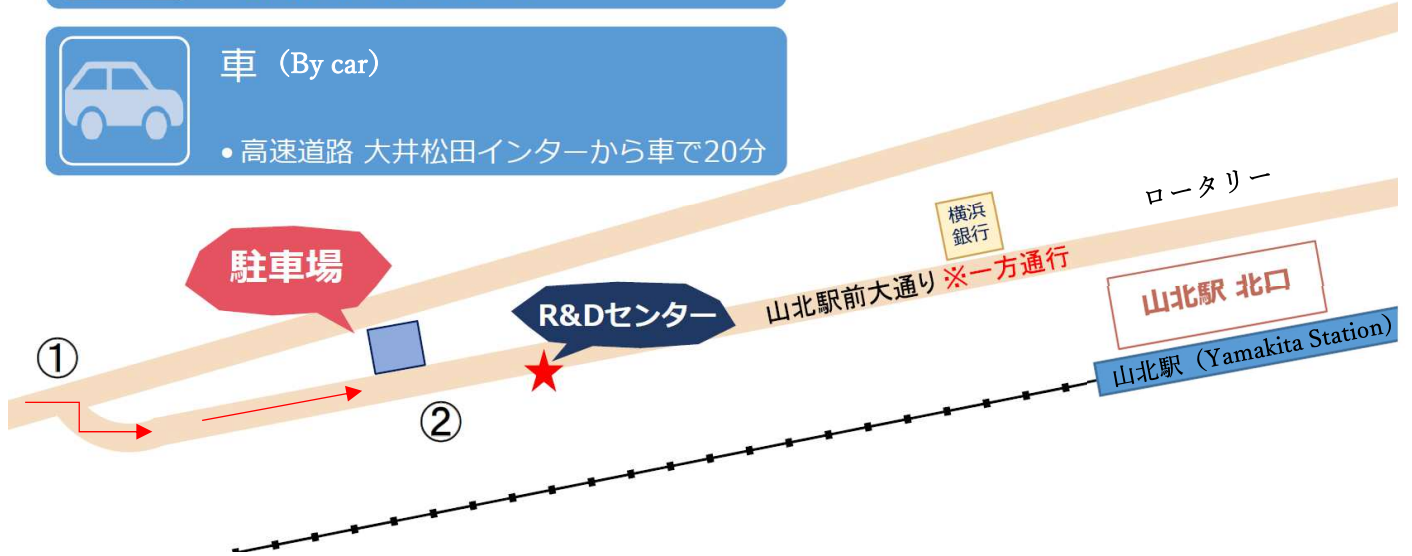 車 （By car）
• 高速道路 大井松田インターから車で20分
ロータリー
横浜
銀行
駐車場
山北駅前大通り ※一方通行
山北駅 北口
R&Dセンター
山北駅（Yamakita Station）
①
②